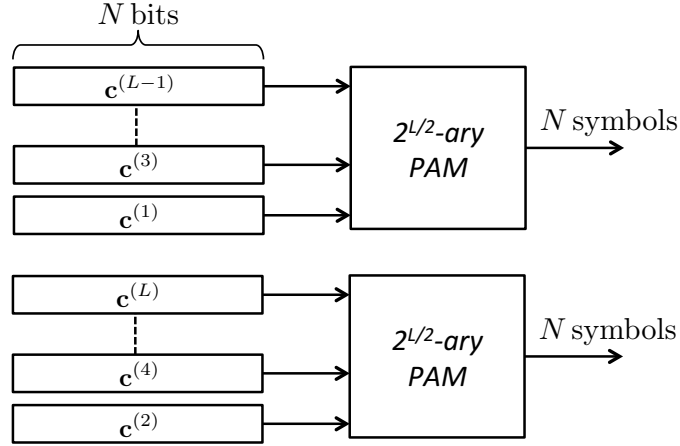 N bits
c^{(L-1)}
c^{(3)}
c^{(1)}
2^{L/2}-ary
PAM
N symbols
c^{(L)}
c^{(4)}
c^{(2)}
2^{L/2}-ary
PAM
N symbols